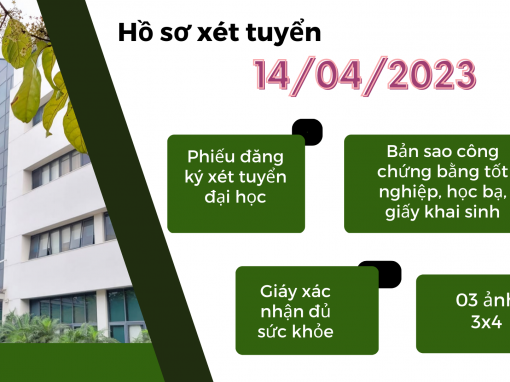 Hồ sơ xét tuyển
14/04/2023
Phiếu đăng
ký xét tuyển
đại học
Bản sao công
chứng bằng tốt
nghiệp, học bạ,
giấy khai sinh
Giáy xác
nhận đủ
sức khỏe
03 ảnh
3x4